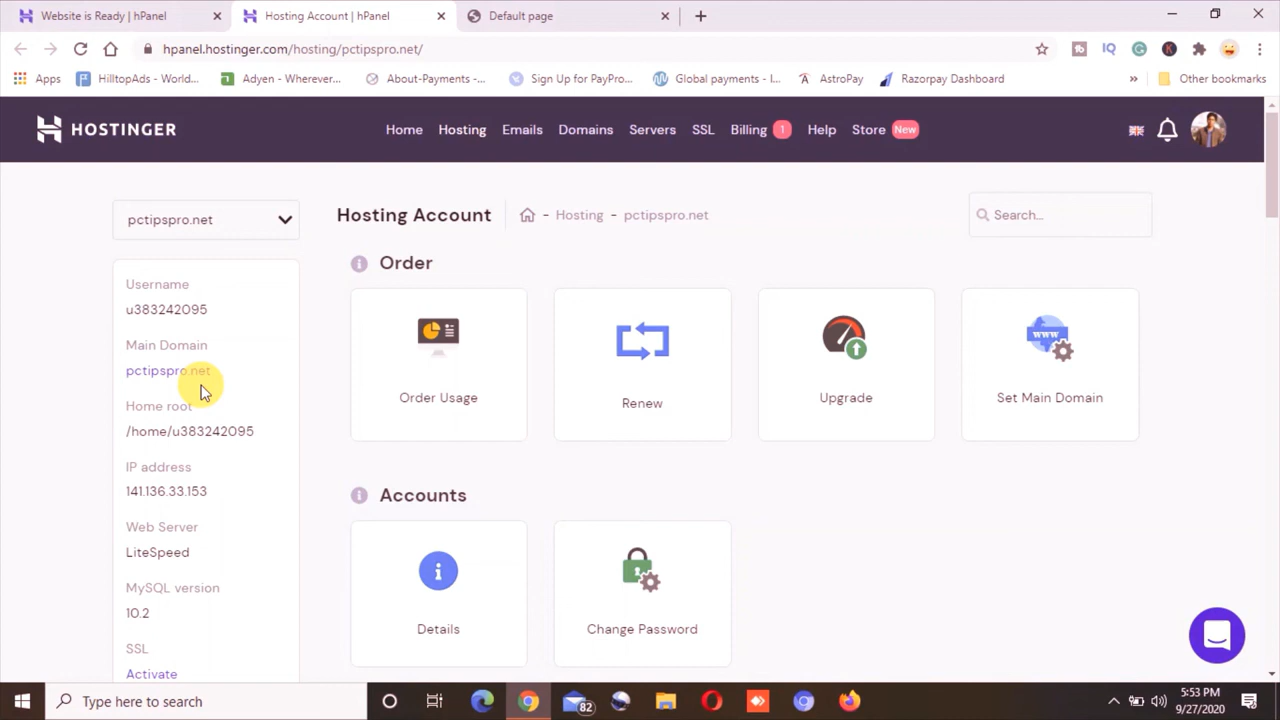 Website is Ready | hPanel
Hosting Account | hPanel
Default page
hpanel.hostinger.com/hosting/pctipspro.net/
IQ
K
Apps
HilltopAds - World...
Adyen - Wherever...
About-Payments -...
Sign Up for PayPro...
Global payments - I...
AstroPay
Razorpay Dashboard
Other bookmarks
HOSTINGER
Home
Hosting
Emails
Domains
Servers
SSL
Billing 1
Help
Store New
pctipspro.net
Hosting Account
- Hosting - pctipspro.net
Search...
Username
u383242095
Main Domain
pctipspro.net
Home root
/home/u383242095
IP address
141.136.33.153
Web Server
LiteSpeed
MySQL version
10.2
SSL
Activate
Order
Order Usage
Renew
Upgrade
WWW
Set Main Domain
Accounts
Details
Change Password
Type here to search
82
5:53 PM
9/27/2020